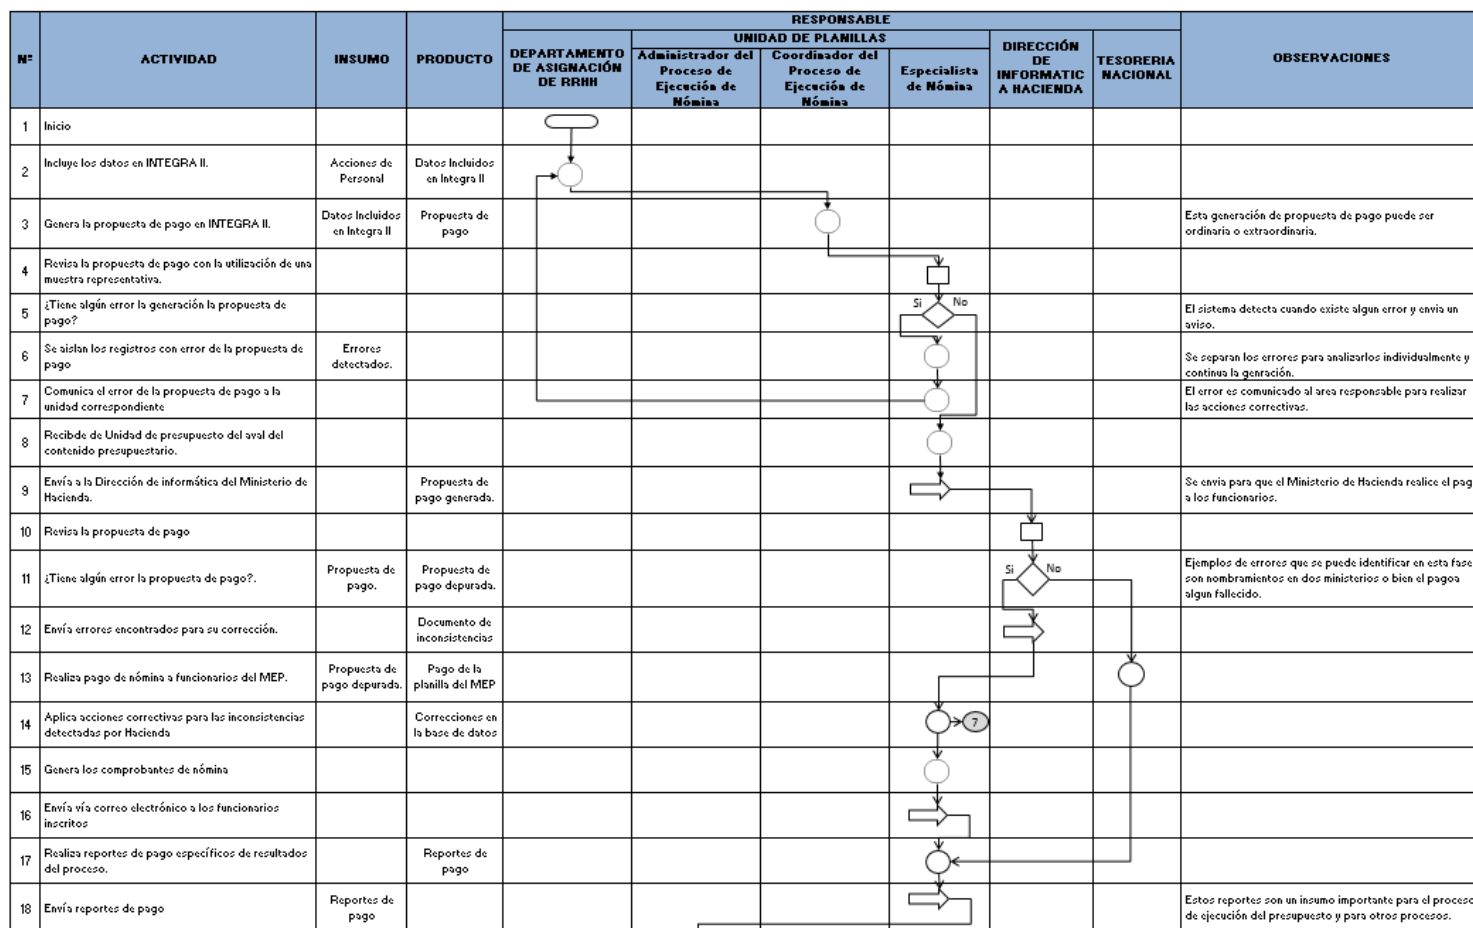 RESPONSABLE
UNIDAD DE PLANILLAS
Nº
ACTIVIDAD
INSUMO
PRODUCTO
DEPARTAMENTO
DE ASIGNACIÓN
DE RRHH
Administrador del
Proceso de
Ejecución de
Nómina
Coordinador del
Proceso de
Ejecución de
Nómina
Especialista
de Nómina
DIRECCIÓN
DE
INFORMATIC
A HACIENDA
TESORERIA
NACIONAL
OBSERVACIONES
1
Inicio
2
Incluye los datos en INTEGRA II.
Acciones de
Personal
Datos Incluidos
en Integra II
3
Genera la propuesta de pago en INTEGRA II.
Datos Incluidos
en Integra II
Propuesta de
pago
Esta generación de propuesta de pago puede ser
ordinaria o extraordinaria.
4
Revisa la propuesta de pago con la utilización de una
muestra representativa.
5
¿Tiene algún error la generación la propuesta de
pago?
Si
No
El sistema detecta cuando existe algun error y envia un
aviso.
6
Se aislan los registros con error de la propuesta de
pago
Errores
detectados.
Se separan los errores para analizarlos individualmente y
continua la genración.
7
Comunica el error de la propuesta de pago a la
unidad correspondiente
El error es comunicado al area responsable para realizar
las acciones correctivas.
8
Recibde de Unidad de presupuesto del aval del
contenido presupuestario.
9
Envía a la Dirección de informática del Ministerio de
Hacienda.
Propuesta de
pago generada.
Se envia para que el Ministerio de Hacienda realice el pag
a los funcionarios.
10
Revisa la propuesta de pago
11
¿Tiene algún error la propuesta de pago?.
Propuesta de
pago.
Propuesta de
pago depurada.
Si
No
Ejemplos de errores que se puede identificar en esta fase
son nombramientos en dos ministerios o bien el pagoa
algun fallecido.
12
Envía errores encontrados para su corrección.
Documento de
inconsistencias
13
Realiza pago de nómina a funcionarios del MEP.
Propuesta de
pago depurada.
Pago de la
planilla del MEP
14
Aplica acciones correctivas para las inconsistencias
detectadas por Hacienda
Correcciones en
la base de datos
7
15
Genera los comprobantes de nómina
16
Envía vía correo electrónico a los funcionarios
inscritos
17
Realiza reportes de pago específicos de resultados
del proceso.
Reportes de
pago
18
Envía reportes de pago
Reportes de
pago
Estos reportes son un insumo importante para el proceso
de ejecución del presupuesto y para otros procesos.